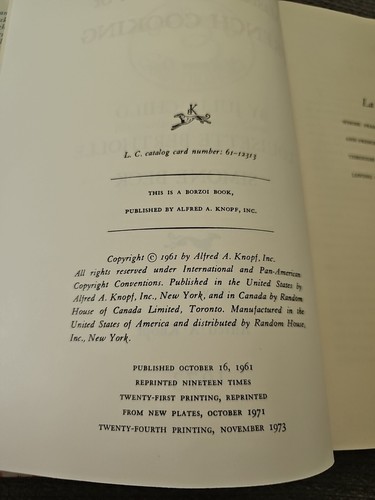 K
L. C. catalog card number: 61-12313
THIS IS A BORZOI BOOK,
PUBLISHED BY ALFRED A. KNOPF, INC.
Copyright © 1961 by Alfred A. Knopf, Inc.
All rights reserved under International and Pan-American
Copyright Conventions. Published in the United States by
Alfred A. Knopf, Inc., New York, and in Canada by Random
House of Canada Limited, Toronto. Manufactured in the
United States of America and distributed by Random House,
Inc., New York.
PUBLISHED OCTOBER 16, 1961
REPRINTED NINETEEN TIMES
TWENTY-FIRST PRINTING, REPRINTED
FROM NEW PLATES, OCTOBER 1971
TWENTY-FOURTH PRINTING, NOVEMBER 1973
La